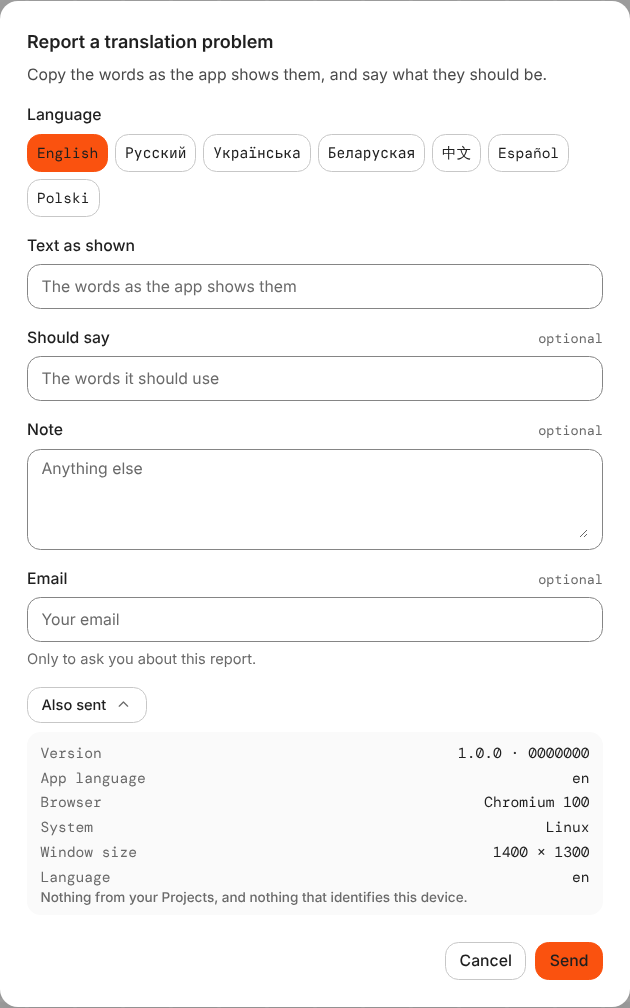 Report a translation problem
Copy the words as the app shows them, and say what they should be.
Language
English Русский Українська Беларуская 中文 Español
Polski
Text as shown
The words as the app shows them
Should say optional
The words it should use
Note optional
Anything else
Email optional
Your email
Only to ask you about this report.
Also sent
Version 1.0.0 · 0000000
App language en
Browser Chromium 100
System Linux
Window size 1400 × 1300
Language en
Nothing from your Projects, and nothing that identifies this device.
Cancel Send